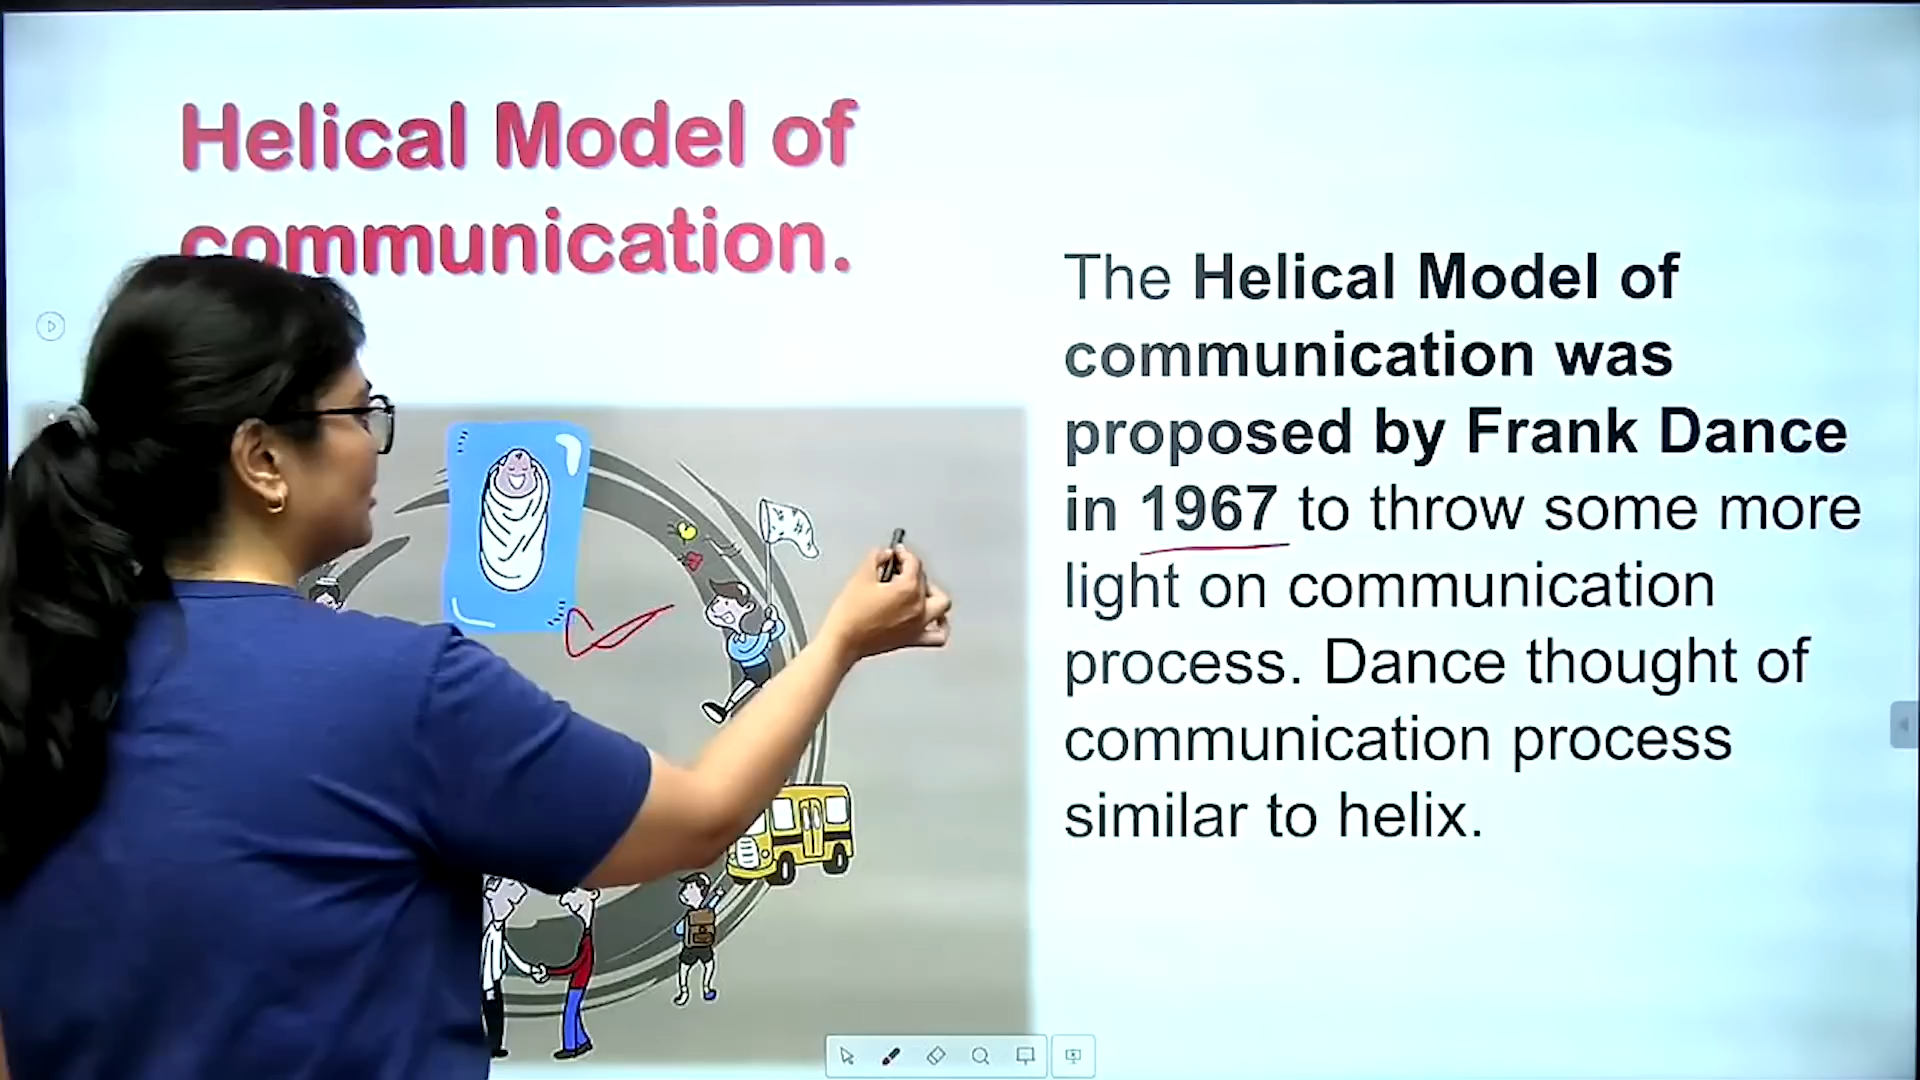 Helical Model of
communication.
The Helical Model of
communication was
proposed by Frank Dance
in 1967 to throw some more
light on communication
process. Dance thought of
communication process
similar to helix.